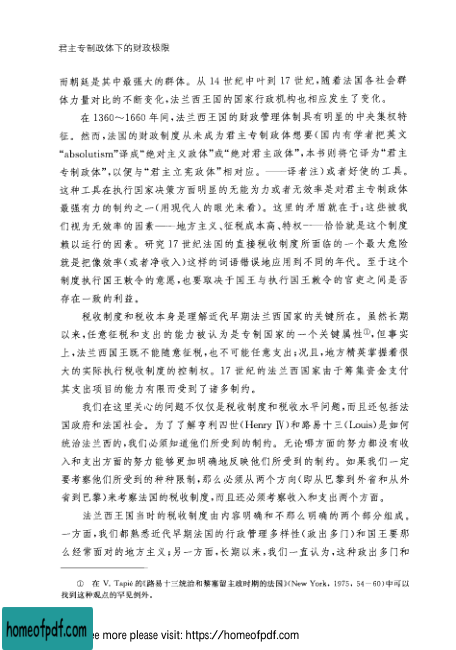 君主专制政体下的财政极限
而朝廷是其中最强大的群体。从 14 世纪中叶到 17 世纪,随着法国各社会群
体力量对比的不断变化,法兰西王国的国家行政机构也相应发生了变化。
在 1360～1660 年间,法兰西王国的财政管理体制具有明显的中央集权特
征。然而,法国的财政制度从未成为君主专制政体想要(国内有学者把英文
“absolutism”译成“绝对主义政体”或“绝对君主政体”,本书则将它译为“君主
专制政体”,以便与“君主立宪政体”相对应。——译者注)或者好使的工具。
这种工具在执行国家决策方面明显的无能为力或者无效率是对君主专制政体
最强有力的制约之一(用现代人的眼光来看)。这里的矛盾就在于:这些被我
们视为无效率的因素——地方主义、征税成本高、特权——恰恰就是这个制度
赖以运行的因素。研究 17 世纪法国的直接税收制度所面临的一个最大危险
就是把像效率(或者净收入)这样的词语错误地应用到不同的年代。至于这个
制度执行国王敕令的意愿,也要取决于国王与执行国王敕令的官吏之间是否
存在一致的利益。
税收制度和税收本身是理解近代早期法兰西国家的关键所在。虽然长期
以来,任意征税和支出的能力被认为是专制国家的一个关键属性①,但事实
上,法兰西国王既不能随意征税,也不可能任意支出;况且,地方精英掌握着很
大的实际执行税收制度的控制权。17 世纪的法兰西国家由于筹集资金支付
其支出项目的能力有限而受到了诸多制约。
我们在这里关心的问题不仅仅是税收制度和税收水平问题,而且还包括法
国政府和法国社会。为了了解亨利四世(Henry Ⅳ)和路易十三(Louis)是如何
统治法兰西的,我们必须知道他们所受到的制约。无论哪方面的努力都没有收
入和支出方面的努力能够更加明确地反映他们所受到的制约。如果我们一定
要考察他们所受到的种种限制,那么必须从两个方向(即从巴黎到外省和从外
省到巴黎)来考察法国的税收制度,而且还必须考察收入和支出两个方面。
法兰西王国当时的税收制度由内容明确和不那么明确的两个部分组成。
一方面,我们都熟悉近代早期法国的行政管理多样性(政出多门)和国王要那
么经常面对的地方主义;另一方面,长期以来,我们一直认为,这种政出多门和
① 在 V. Tapié 的《路易十三统治和黎塞留主政时期的法国》(New York, 1975, 54－60)中可以
找到这种观点的罕见例外。
homeofpdf.com
ee more please visit: https://homeofpdf.com